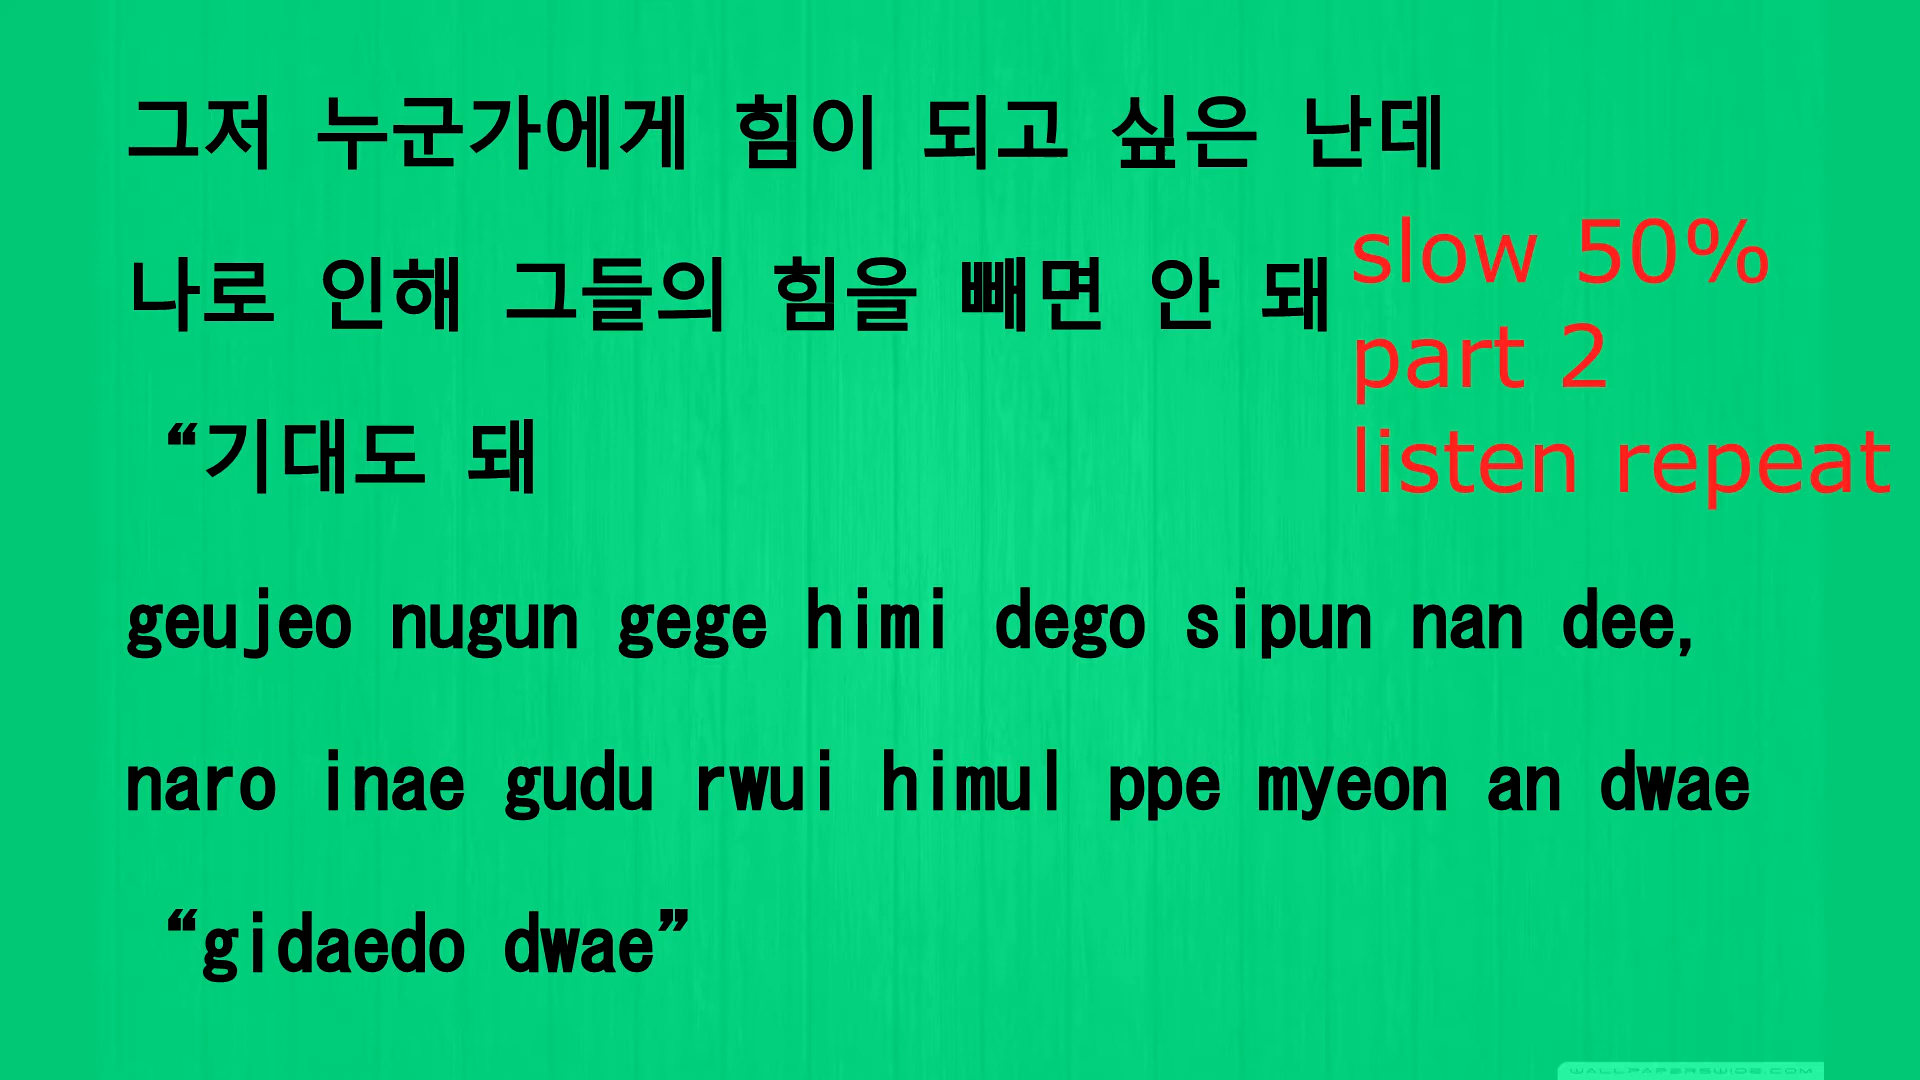 그저 누군가에게 힘이 되고 싶은 난데
나로 인해 그들의 힘을 빼면 안 돼
“기대도 돼
slow 50%
part 2
listen repeat
geujeo nugun gege himi dego sipun nan dee,
naro inae gudu rwui himul ppe myeon an dwae
“gidaedo dwae”
WALLPAPERSWIDE.COM